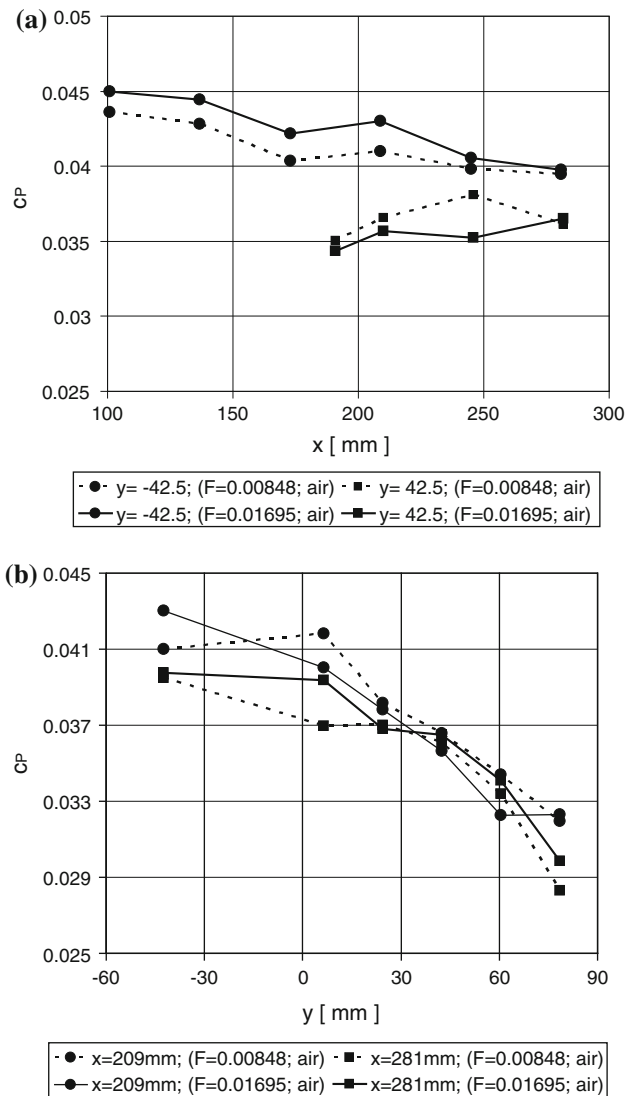 (a)
0.05
0.045
0.04
0.035
0.03
0.025
cP
100 150 200 250 300
x [ mm ]
y= -42.5; (F=0.00848; air) y= 42.5; (F=0.00848; air)
y= -42.5; (F=0.01695; air) y= 42.5; (F=0.01695; air)
(b)
0.045
0.041
0.037
0.033
0.029
0.025
cP
-60 -30 0 30 60 90
y [ mm ]
x=209mm; (F=0.00848; air) x=281mm; (F=0.00848; air)
x=209mm; (F=0.01695; air) x=281mm; (F=0.01695; air)